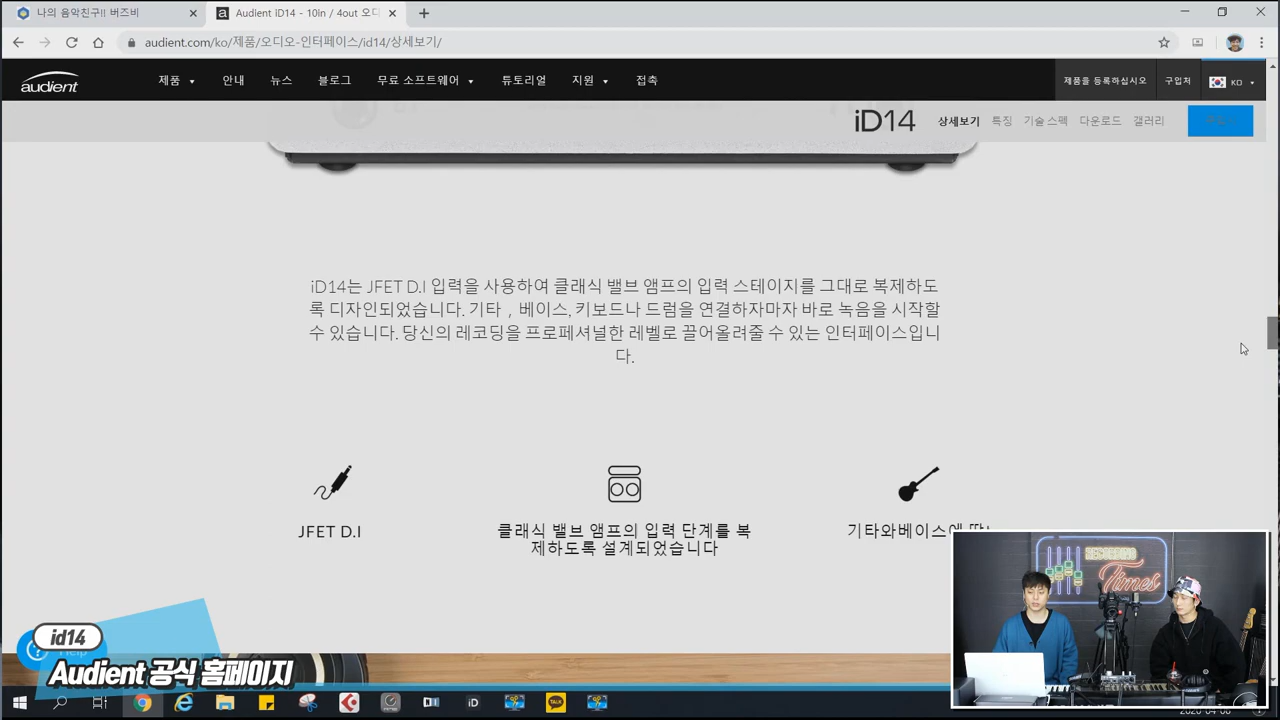 나의 음악친구!! 버즈비
Audient iD14 - 10in / 4out 오디
audient.com/ko/제품/오디오-인터페이스/id14/상세보기/
audient
제품 안내 뉴스 블로그 무료 소프트웨어 튜토리얼 지원 접촉
제품을 등록하십시오 구입처 KO
iD14 상세보기 특징 기술 스펙 다운로드 갤러리
iD14는 JFET D.I 입력을 사용하여 클래식 밸브 앰프의 입력 스테이지를 그대로 복제하도
록 디자인되었습니다. 기타 , 베이스, 키보드나 드럼을 연결하자마자 바로 녹음을 시작할
수 있습니다. 당신의 레코딩을 프로페셔널한 레벨로 끌어올려줄 수 있는 인터페이스입니
다.
JFET D.I
클래식 밸브 앰프의 입력 단계를 복
제하도록 설계되었습니다
기타와베이스에
RECORDING
Times
id14
Help
Audient 공식 홈페이지
iD
TALK